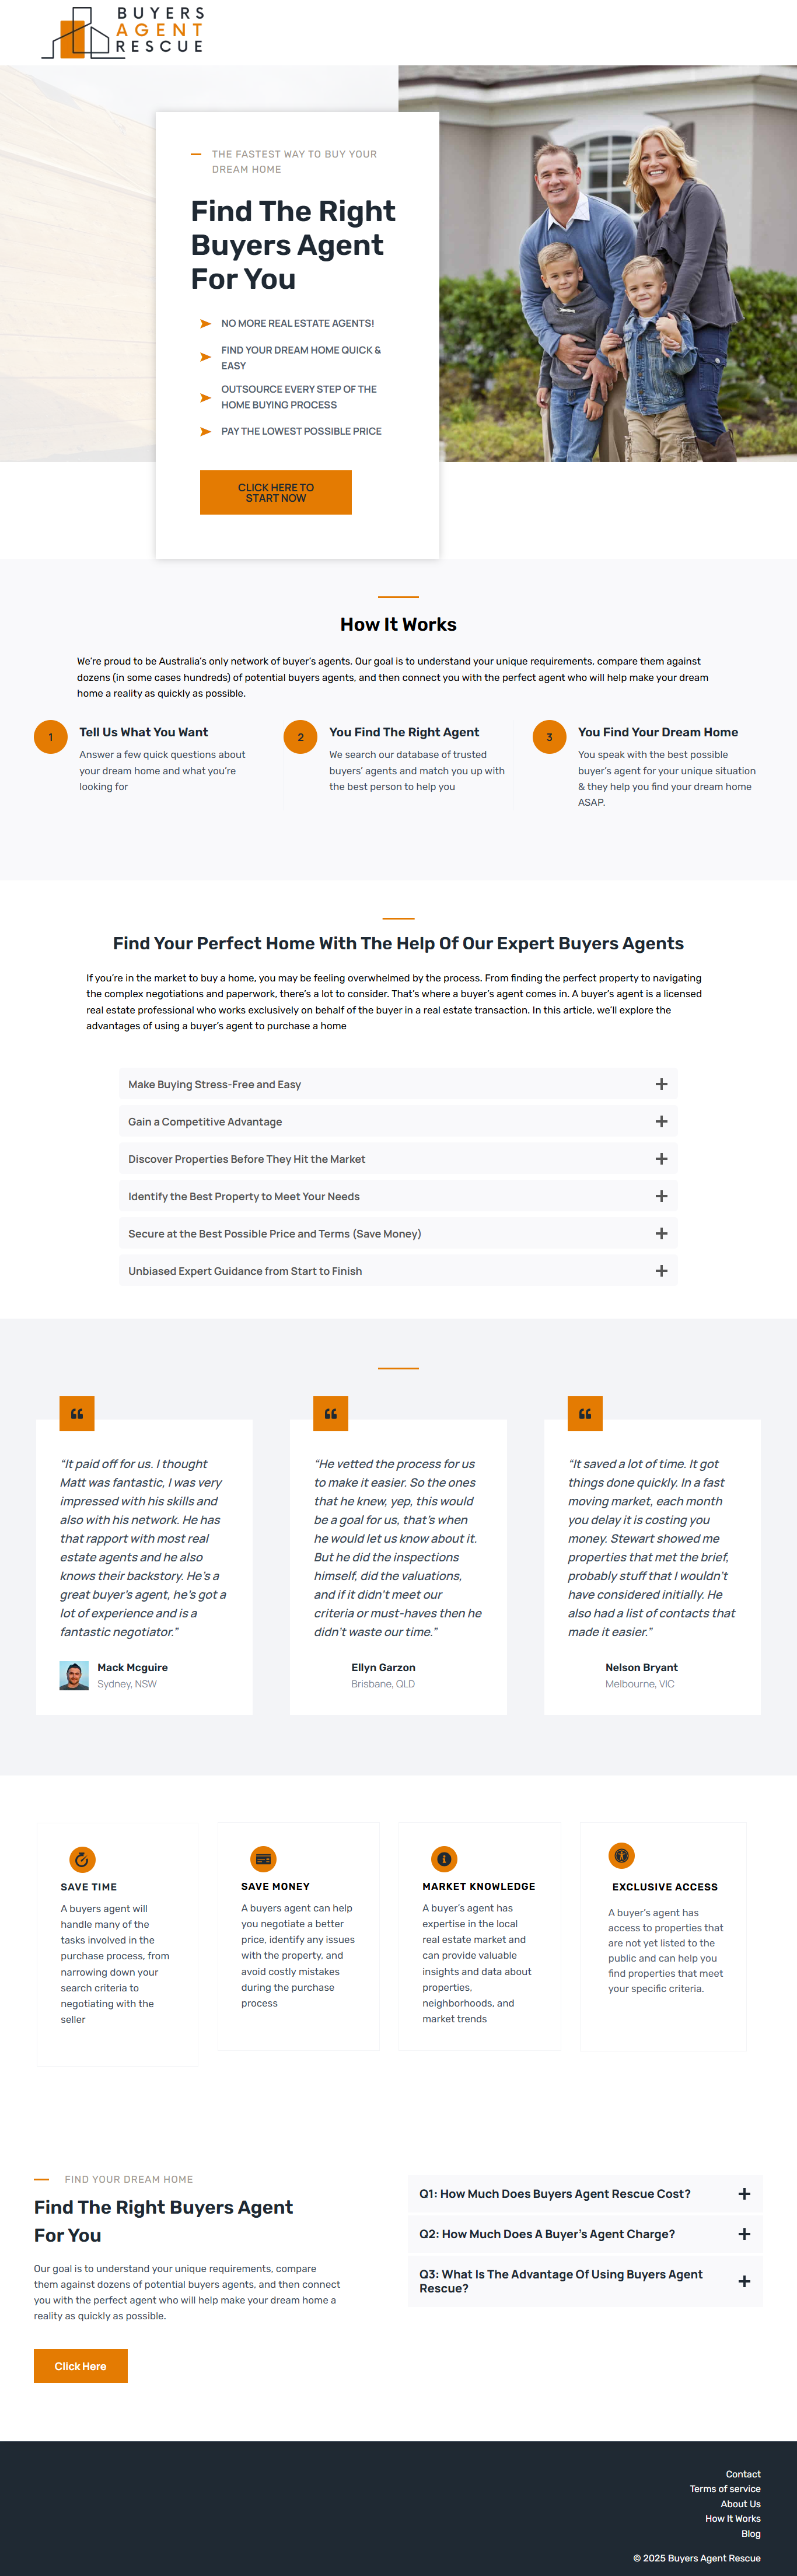 BUYERS
AGENT
RESCUE
THE FASTEST WAY TO BUY YOUR
DREAM HOME
Find The Right
Buyers Agent
For You
NO MORE REAL ESTATE AGENTS!
FIND YOUR DREAM HOME QUICK &
EASY
OUTSOURCE EVERY STEP OF THE
HOME BUYING PROCESS
PAY THE LOWEST POSSIBLE PRICE
CLICK HERE TO
START NOW
How It Works
We're proud to be Australia's only network of buyer's agents. Our goal is to understand your unique requirements, compare them against
dozens (in some cases hundreds) of potential buyers agents, and then connect you with the perfect agent who will help make your dream
home a reality as quickly as possible.
1
Tell Us What You Want
Answer a few quick questions about
your dream home and what you're
looking for
2
You Find The Right Agent
We search our database of trusted
buyers' agents and match you up with
the best person to help you
3
You Find Your Dream Home
You speak with the best possible
buyer's agent for your unique situation
& they help you find your dream home
ASAP.
Find Your Perfect Home With The Help Of Our Expert Buyers Agents
If you're in the market to buy a home, you may be feeling overwhelmed by the process. From finding the perfect property to navigating
the complex negotiations and paperwork, there's a lot to consider. That's where a buyer's agent comes in. A buyer's agent is a licensed
real estate professional who works exclusively on behalf of the buyer in a real estate transaction. In this article, we'll explore the
advantages of using a buyer's agent to purchase a home
Make Buying Stress-Free and Easy
Gain a Competitive Advantage
Discover Properties Before They Hit the Market
Identify the Best Property to Meet Your Needs
Secure at the Best Possible Price and Terms (Save Money)
Unbiased Expert Guidance from Start to Finish
"It paid off for us. I thought
Matt was fantastic, I was very
impressed with his skills and
also with his network. He has
that rapport with most real
estate agents and he also
knows their backstory. He's a
great buyer's agent, he's got a
lot of experience and is a
fantastic negotiator."
Mack Mcguire
Sydney, NSW
"He vetted the process for us
to make it easier. So the ones
that he knew, yep, this would
be a goal for us, that's when
he would let us know about it.
But he did the inspections
himself, did the valuations,
and if it didn't meet our
criteria or must-haves then he
didn't waste our time."
Ellyn Garzon
Brisbane, QLD
"It saved a lot of time. It got
things done quickly. In a fast
moving market, each month
you delay it is costing you
money. Stewart showed me
properties that met the brief,
probably stuff that I wouldn't
have considered initially. He
also had a list of contacts that
made it easier."
Nelson Bryant
Melbourne, VIC
SAVE TIME
A buyers agent will
handle many of the
tasks involved in the
purchase process, from
narrowing down your
search criteria to
negotiating with the
seller
SAVE MONEY
A buyers agent can help
you negotiate a better
price, identify any issues
with the property, and
avoid costly mistakes
during the purchase
process
MARKET KNOWLEDGE
A buyer's agent has
expertise in the local
real estate market and
can provide valuable
insights and data about
properties,
neighborhoods, and
market trends
EXCLUSIVE ACCESS
A buyer's agent has
access to properties that
are not yet listed to the
public and can help you
find properties that meet
your specific criteria.
FIND YOUR DREAM HOME
Find The Right Buyers Agent
For You
Our goal is to understand your unique requirements, compare
them against dozens of potential buyers agents, and then connect
you with the perfect agent who will help make your dream home a
reality as quickly as possible.
Click Here
Q1: How Much Does Buyers Agent Rescue Cost?
Q2: How Much Does A Buyer's Agent Charge?
Q3: What Is The Advantage Of Using Buyers Agent
Rescue?
Contact
Terms of service
About Us
How It Works
Blog
© 2025 Buyers Agent Rescue